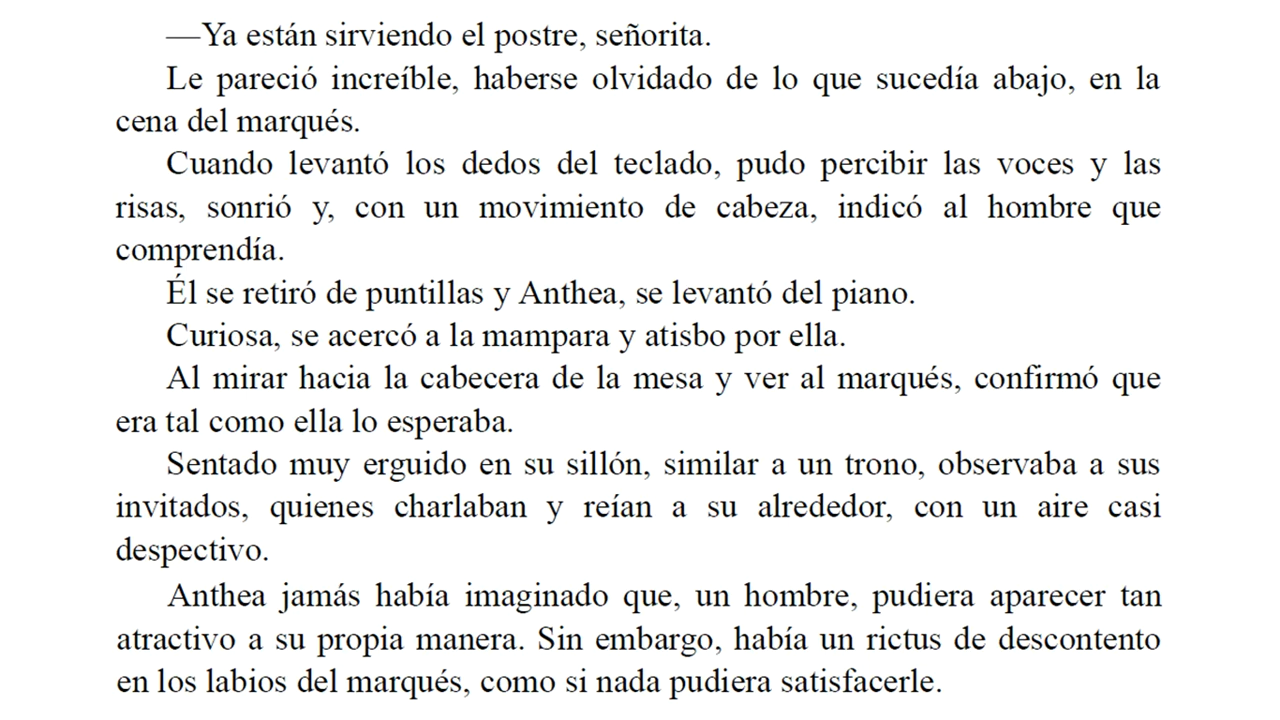 —Ya están sirviendo el postre, señorita.
Le pareció increíble, haberse olvidado de lo que sucedía abajo, en la
cena del marqués.
Cuando levantó los dedos del teclado, pudo percibir las voces y las
risas, sonrió y, con un movimiento de cabeza, indicó al hombre que
comprendía.
Él se retiró de puntillas y Anthea, se levantó del piano.
Curiosa, se acercó a la mampara y atisbo por ella.
Al mirar hacia la cabecera de la mesa y ver al marqués, confirmó que
era tal como ella lo esperaba.
Sentado muy erguido en su sillón, similar a un trono, observaba a sus
invitados, quienes charlaban y reían a su alrededor, con un aire casi
despectivo.
Anthea jamás había imaginado que, un hombre, pudiera aparecer tan
atractivo a su propia manera. Sin embargo, había un rictus de descontento
en los labios del marqués, como si nada pudiera satisfacerle.